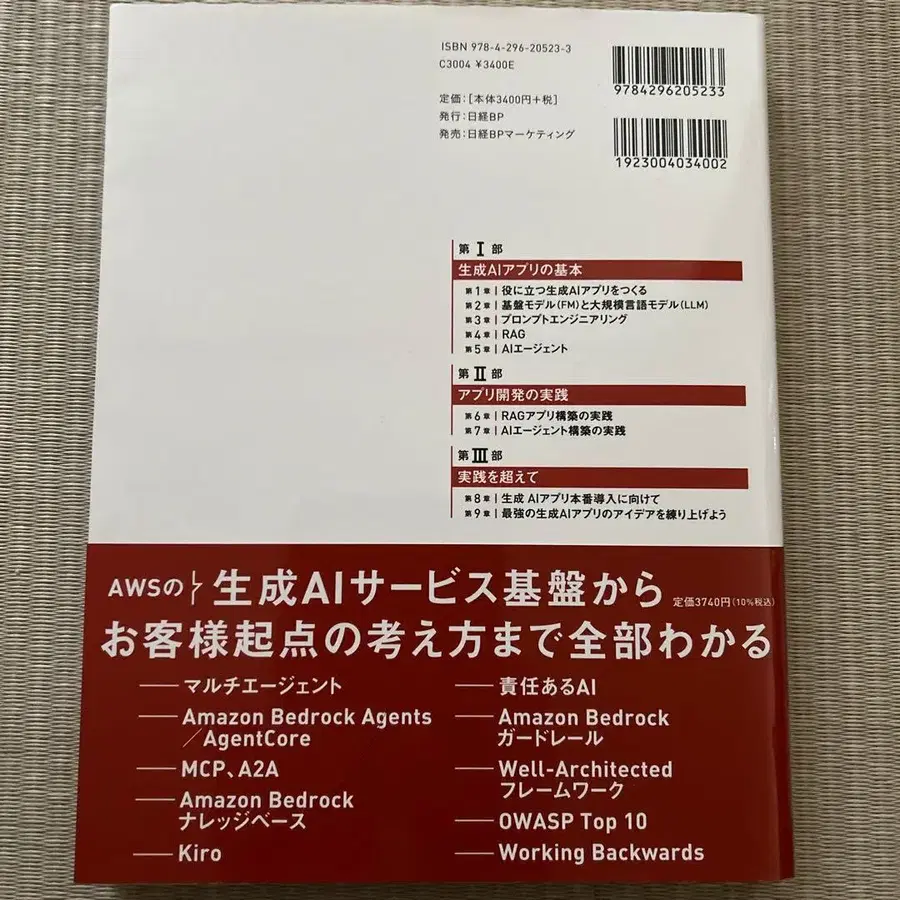 ISBN 978-4-296-20523-3
C3004 ¥3400E
9784296205233
定価:[本体3400円+税]
発行:日経BP
発売:日経BPマーケティング
1923004034002
第Ⅰ部
生成AIアプリの基本
第1章|役に立つ生成AIアプリをつくる
第2章|基盤モデル(FM)と大規模言語モデル(LLM)
第3章|プロンプトエンジニアリング
第4章|RAG
第5章|AIエージェント
第Ⅱ部
アプリ開発の実践
第6章|RAGアプリ構築の実践
第7章|AIエージェント構築の実践
第Ⅲ部
実践を超えて
第8章|生成 AIアプリ本番導入に向けて
第9章|最強の生成AIアプリのアイデアを練り上げよう
AWSの 生成AIサービス基盤から
定価3740円(10%税込)
お客様起点の考え方まで全部わかる
マルチエージェント
Amazon Bedrock Agents
/AgentCore
MCP、A2A
Amazon Bedrock
ナレッジベース
Kiro
責任あるAI
Amazon Bedrock
ガードレール
Well-Architected
フレームワーク
OWASP Top 10
Working Backwards